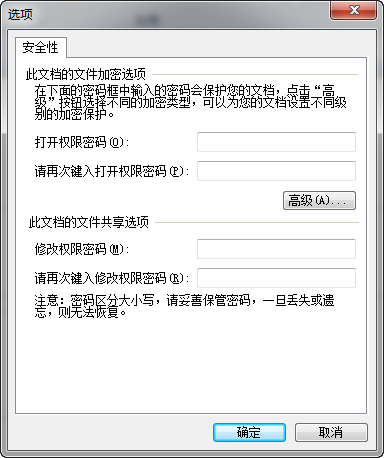 选项
安全性
此文档的文件加密选项
在下面的密码框中输入的密码会保护您的文档，点击“高
级”按钮选择不同的加密类型，可以为您的文档设置不同级
别的加密保护。
打开权限密码(O):
请再次键入打开权限密码(P):
高级(A)...
此文档的文件共享选项
修改权限密码(M):
请再次键入修改权限密码(R):
注意：密码区分大小写，请妥善保管密码，一旦丢失或遗
忘，则无法恢复。
确定
取消